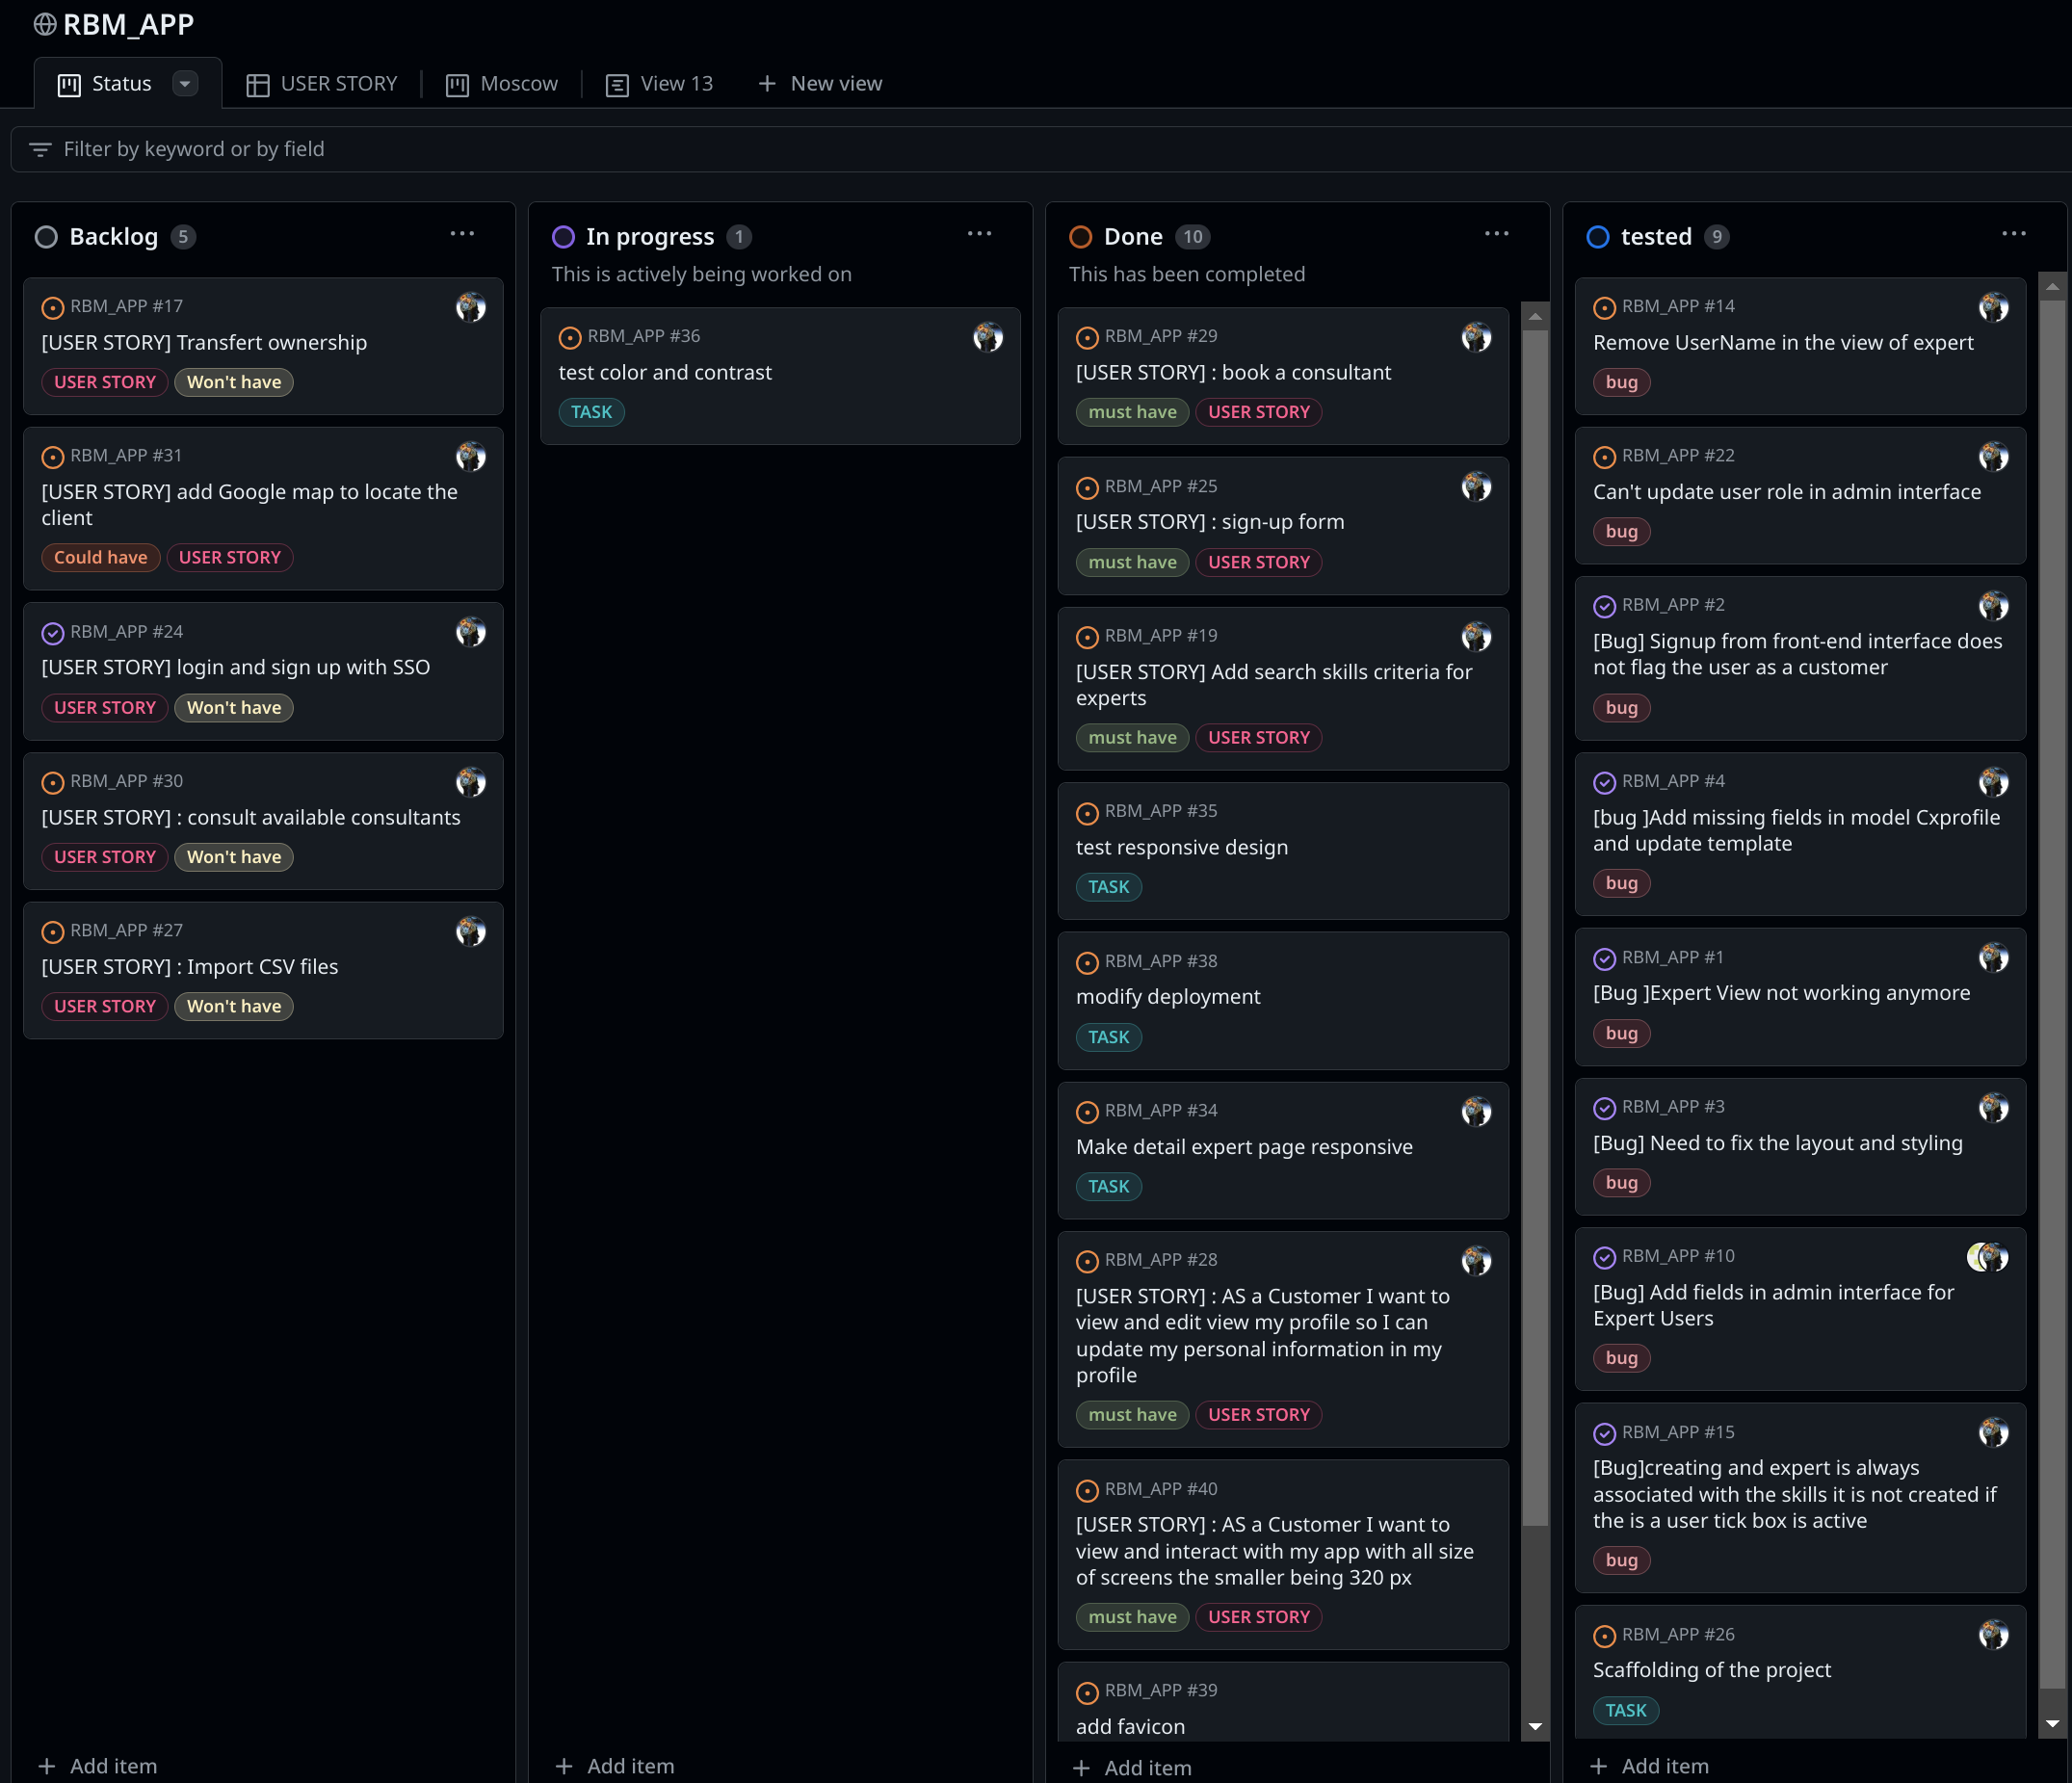 RBM_APP
Status
USER STORY
Moscow
View 13
New view
Filter by keyword or by field
Backlog 5
RBM_APP #17
[USER STORY] Transfert ownership
USER STORY Won't have
RBM_APP #31
[USER STORY] add Google map to locate the
client
Could have USER STORY
RBM_APP #24
[USER STORY] login and sign up with SSO
USER STORY Won't have
RBM_APP #30
[USER STORY] : consult available consultants
USER STORY Won't have
RBM_APP #27
[USER STORY] : Import CSV files
USER STORY Won't have
Add item
In progress 1
This is actively being worked on
RBM_APP #36
test color and contrast
TASK
Add item
Done 10
This has been completed
RBM_APP #29
[USER STORY] : book a consultant
must have USER STORY
RBM_APP #25
[USER STORY] : sign-up form
must have USER STORY
RBM_APP #19
[USER STORY] Add search skills criteria for
experts
must have USER STORY
RBM_APP #35
test responsive design
TASK
RBM_APP #38
modify deployment
TASK
RBM_APP #34
Make detail expert page responsive
TASK
RBM_APP #28
[USER STORY] : AS a Customer I want to
view and edit view my profile so I can
update my personal information in my
profile
must have USER STORY
RBM_APP #40
[USER STORY] : AS a Customer I want to
view and interact with my app with all size
of screens the smaller being 320 px
must have USER STORY
RBM_APP #39
add favicon
Add item
tested 9
RBM_APP #14
Remove UserName in the view of expert
bug
RBM_APP #22
Can't update user role in admin interface
bug
RBM_APP #2
[Bug] Signup from front-end interface does
not flag the user as a customer
bug
RBM_APP #4
[bug ]Add missing fields in model Cxprofile
and update template
bug
RBM_APP #1
[Bug ]Expert View not working anymore
bug
RBM_APP #3
[Bug] Need to fix the layout and styling
bug
RBM_APP #10
[Bug] Add fields in admin interface for
Expert Users
bug
RBM_APP #15
[Bug]creating and expert is always
associated with the skills it is not created if
the is a user tick box is active
bug
RBM_APP #26
Scaffolding of the project
TASK
Add item